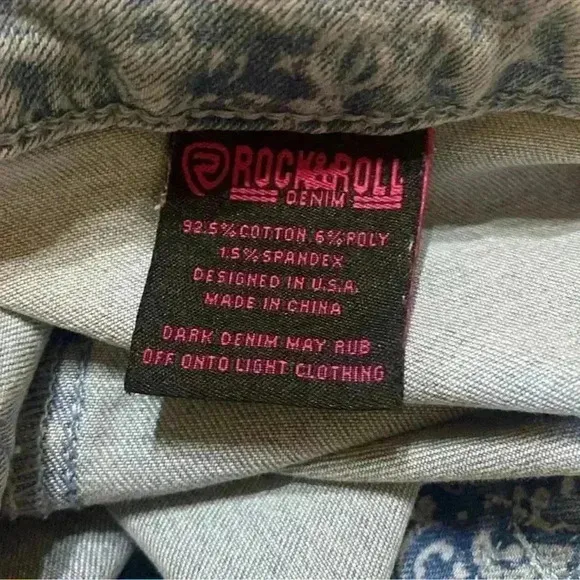 ROCK & ROLL
DENIM
92.5% COTTON, 6% POLY
1.5% SPANDEX
DESIGNED IN U.S.A.
MADE IN CHINA
DARK DENIM MAY RUB
OFF ONTO LIGHT CLOTHING